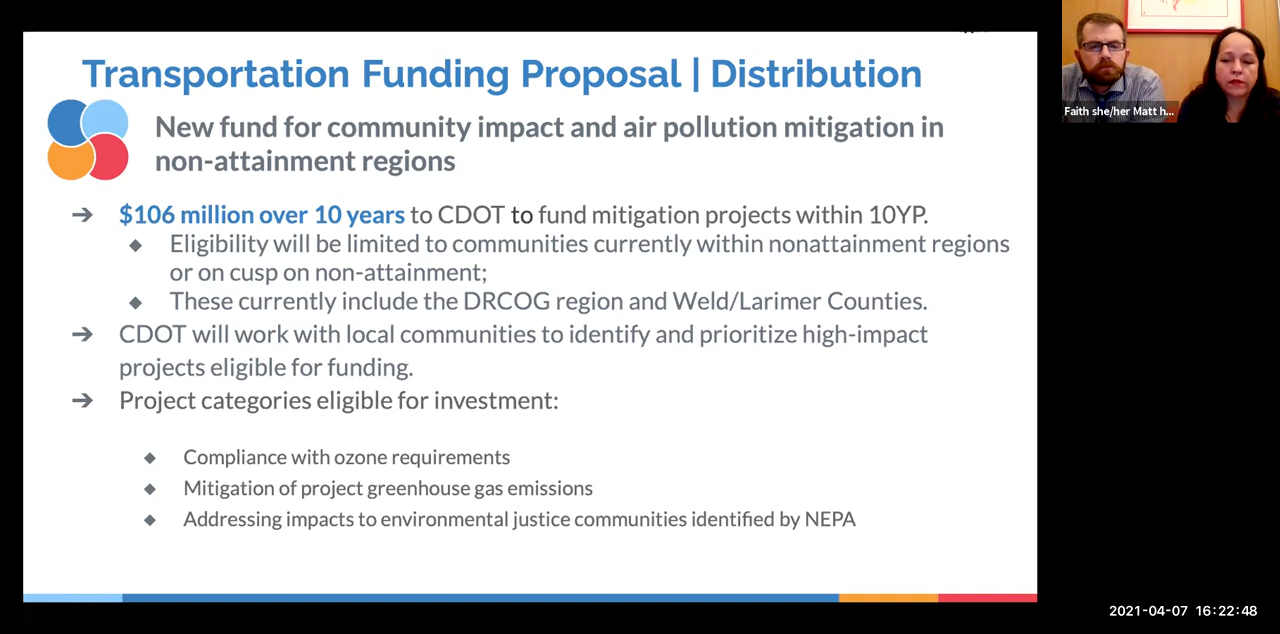 Transportation Funding Proposal | Distribution
New fund for community impact and air pollution mitigation in
non-attainment regions
➔ $106 million over 10 years to CDOT to fund mitigation projects within 10YP.
◆ Eligibility will be limited to communities currently within nonattainment regions
or on cusp on non-attainment;
◆ These currently include the DRCOG region and Weld/Larimer Counties.
➔ CDOT will work with local communities to identify and prioritize high-impact
projects eligible for funding.
➔ Project categories eligible for investment:
◆ Compliance with ozone requirements
◆ Mitigation of project greenhouse gas emissions
◆ Addressing impacts to environmental justice communities identified by NEPA
Faith she/her Matt h...
2021-04-07 16:22:48